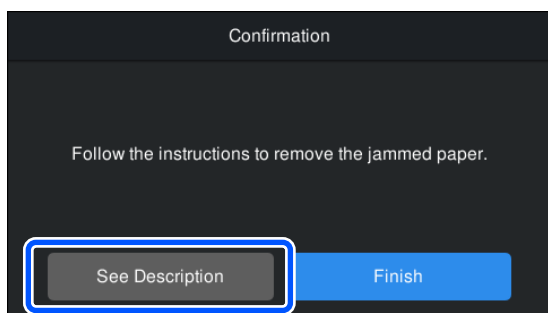 Confirmation
Follow the instructions to remove the jammed paper.
See Description
Finish